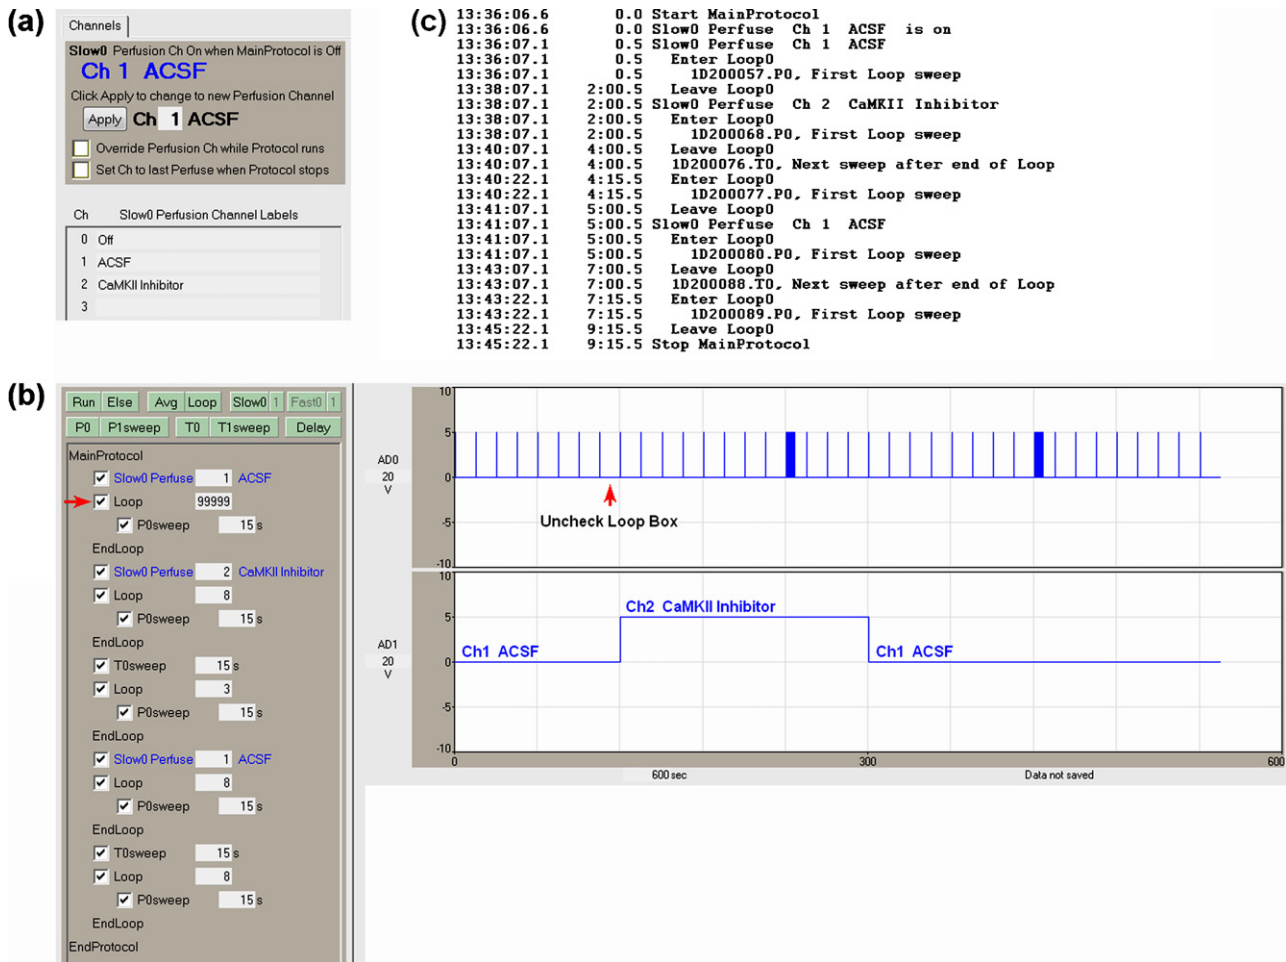 (a)
Channels
Slow0 Perfusion Ch On when MainProtocol is Off
Ch 1 ACSF
Click Apply to change to new Perfusion Channel
Apply Ch 1 ACSF
Override Perfusion Ch while Protocol runs
Set Ch to last Perfuse when Protocol stops
Ch Slow0 Perfusion Channel Labels
0 Off
1 ACSF
2 CaMKII Inhibitor
3
(c)
13:36:06.6 0.0 Start MainProtocol
13:36:06.6 0.0 Slow0 Perfuse Ch 1 ACSF is on
13:36:07.1 0.5 Slow0 Perfuse Ch 1 ACSF
13:36:07.1 0.5 Enter Loop0
13:36:07.1 0.5 1D200057.P0, First Loop sweep
13:38:07.1 2:00.5 Leave Loop0
13:38:07.1 2:00.5 Slow0 Perfuse Ch 2 CaMKII Inhibitor
13:38:07.1 2:00.5 Enter Loop0
13:38:07.1 2:00.5 1D200068.P0, First Loop sweep
13:40:07.1 4:00.5 Leave Loop0
13:40:07.1 4:00.5 1D200076.T0, Next sweep after end of Loop
13:40:22.1 4:15.5 Enter Loop0
13:40:22.1 4:15.5 1D200077.P0, First Loop sweep
13:41:07.1 5:00.5 Leave Loop0
13:41:07.1 5:00.5 Slow0 Perfuse Ch 1 ACSF
13:41:07.1 5:00.5 Enter Loop0
13:41:07.1 5:00.5 1D200080.P0, First Loop sweep
13:43:07.1 7:00.5 Leave Loop0
13:43:07.1 7:00.5 1D200088.T0, Next sweep after end of Loop
13:43:22.1 7:15.5 Enter Loop0
13:43:22.1 7:15.5 1D200089.P0, First Loop sweep
13:45:22.1 9:15.5 Leave Loop0
13:45:22.1 9:15.5 Stop MainProtocol
(b)
Run Else Avg Loop Slow0 1 Fast0 1
P0 P1sweep T0 T1sweep Delay
MainProtocol
Slow0 Perfuse 1 ACSF
Loop 99999
P0sweep 15 s
EndLoop
Slow0 Perfuse 2 CaMKII Inhibitor
Loop 8
P0sweep 15 s
EndLoop
T0sweep 15 s
Loop 3
P0sweep 15 s
EndLoop
Slow0 Perfuse 1 ACSF
Loop 8
P0sweep 15 s
EndLoop
T0sweep 15 s
Loop 8
P0sweep 15 s
EndLoop
EndProtocol
AD0
20
V
10
5
0
-5
-10
Uncheck Loop Box
AD1
20
V
10
5
0
-5
-10
Ch1 ACSF
Ch2 CaMKII Inhibitor
Ch1 ACSF
0 300 600
600 sec Data not saved